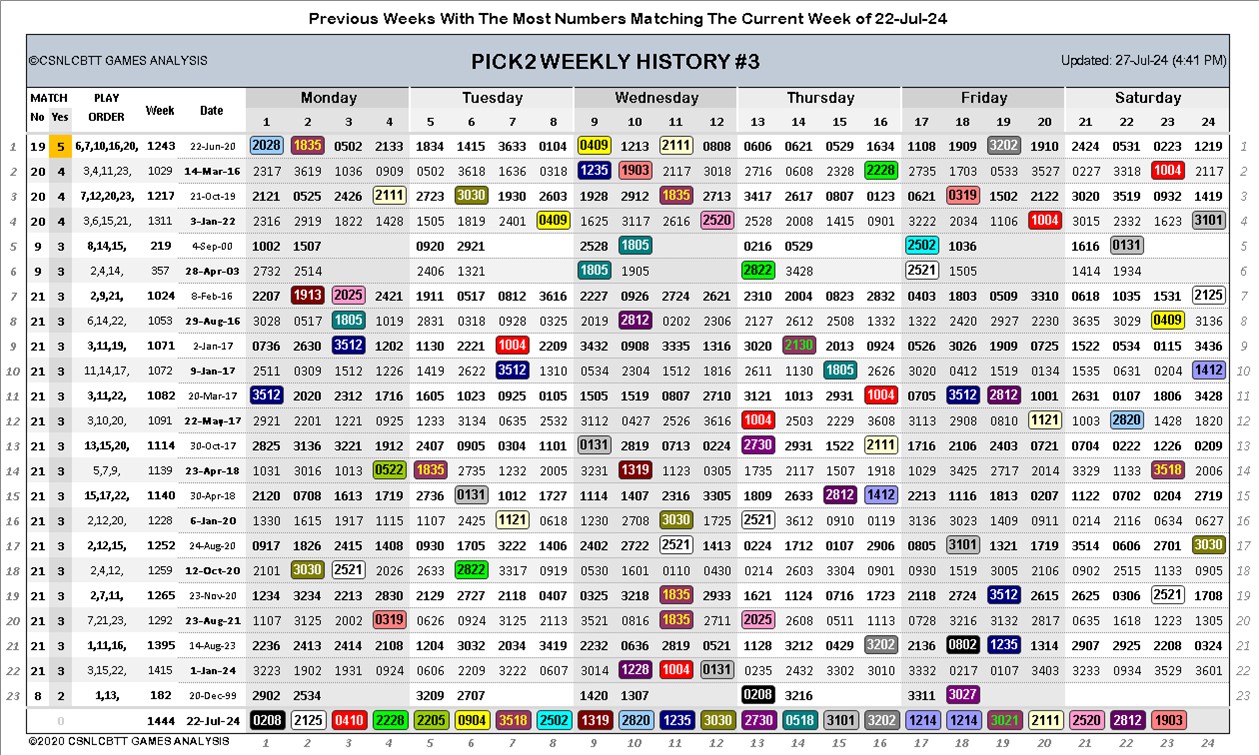 Previous Weeks With The Most Numbers Matching The Current Week of 22-Jul-24
©CSNLCBTT GAMES ANALYSIS PICK2 WEEKLY HISTORY #3 Updated: 27-Jul-24 (4:41 PM)
MATCH PLAY Week Date Monday Tuesday Wednesday Thursday Friday Saturday
No Yes ORDER 1 2 3 4 5 6 7 8 9 10 11 12 13 14 15 16 17 18 19 20 21 22 23 24
1 19 5 6,7,10,16,20, 1243 22-Jun-20 2028 1835 0502 2133 1834 1415 3633 0104 0409 1213 2111 0808 0606 0621 0529 1634 1108 1909 3202 1910 2424 0531 0223 1219 1
2 20 4 3,4,11,23, 1029 14-Mar-16 2317 3619 1036 0909 0502 3618 1636 0318 1235 1903 2117 3018 2716 0608 2328 2228 2735 1703 0533 3527 0227 3318 1004 2117 2
3 20 4 7,12,20,23, 1217 21-Oct-19 2121 0525 2426 2111 2723 3030 1930 2603 1928 2912 1835 2713 3417 2617 0807 0123 0621 0319 1502 2122 3020 3519 0932 1419 3
4 20 4 3,6,15,21, 1311 3-Jan-22 2316 2919 1822 1428 1505 1819 2401 0409 1625 3117 2616 2520 2528 2008 1415 0901 3222 2034 1106 1004 3015 2332 1623 3101 4
5 9 3 8,14,15, 219 4-Sep-00 1002 1507 0920 2921 2528 1805 0216 0529 2502 1036 1616 0131 5
6 9 3 2,4,14, 357 28-Apr-03 2732 2514 2406 1321 1805 1905 2822 3428 2521 1505 1414 1934 6
7 21 3 2,9,21, 1024 8-Feb-16 2207 1913 2025 2421 1911 0517 0812 3616 2227 0926 2724 2621 2310 2004 0823 2832 0403 1803 0509 3310 0618 1035 1531 2125 7
8 21 3 6,14,22, 1053 29-Aug-16 3028 0517 1805 1019 2831 0318 0928 0325 2019 2812 0202 2306 2127 2612 2508 1332 1322 2420 2927 2230 3635 3029 0409 3136 8
9 21 3 3,11,19, 1071 2-Jan-17 0736 2630 3512 1202 1130 2221 1004 2209 3432 0908 3335 1316 3020 2130 2013 0924 0526 3026 1909 0725 1522 0534 0115 3436 9
10 21 3 11,14,17, 1072 9-Jan-17 2511 0309 1512 1226 1419 2622 3512 1310 0534 2304 1512 1816 2611 1130 1805 1626 3020 0412 1519 0134 1535 0631 0204 1412 10
11 21 3 3,11,22, 1082 20-Mar-17 3512 2020 2312 1716 1605 1023 0925 0105 1505 1519 0807 2710 3121 1013 2931 1004 0705 3512 2812 1001 2631 0107 1806 3428 11
12 21 3 3,10,20, 1091 22-May-17 2921 2201 1221 0925 1233 3134 0635 2532 3112 0427 2526 3616 1004 2503 2229 3608 3113 2908 0810 1121 1003 2820 1428 1820 12
13 21 3 13,15,20, 1114 30-Oct-17 2825 3136 3221 1912 2407 0905 0304 1101 0131 2819 0713 0224 2730 2931 1522 2111 1716 2106 2403 0721 0704 0222 1226 0209 13
14 21 3 5,7,9, 1139 23-Apr-18 1031 3016 1013 0522 1835 2735 1232 2005 3231 1319 1123 0305 1735 2117 1507 1918 1029 3425 2717 2014 3329 1133 3518 2006 14
15 21 3 15,17,22, 1140 30-Apr-18 2120 0708 1613 1719 2736 0131 1012 1727 1114 1407 2316 3305 1809 2633 2812 1412 2213 1116 1813 0207 1122 0702 0204 2719 15
16 21 3 2,12,20, 1228 6-Jan-20 1330 1615 1917 1115 1107 2425 1121 0618 1230 2708 3030 1725 2521 3612 0910 0119 3136 3023 1409 0911 0214 2116 0634 0627 16
17 21 3 2,12,15, 1252 24-Aug-20 0917 1826 2415 1408 0930 1705 2122 1406 2402 2722 2521 1413 0224 1712 0107 2906 0805 3101 1321 1719 3514 0606 2701 3030 17
18 21 3 2,4,12, 1259 12-Oct-20 2101 3030 2521 2026 2633 2822 3317 0919 0530 1601 0110 0430 0214 2603 3304 0901 0930 1519 3005 2106 0902 2515 1133 0905 18
19 21 3 2,7,11, 1265 23-Nov-20 1234 3234 2213 2830 2129 2727 2118 0407 0325 3218 1835 2933 1621 1124 0716 1723 2118 2724 3512 2615 2625 0306 2521 1708 19
20 21 3 7,21,23, 1292 23-Aug-21 1107 3125 2002 0319 0626 0924 3125 2113 3521 0816 1835 2711 2025 2608 0511 1113 0728 3216 3132 2817 0635 1618 1223 1305 20
21 21 3 1,11,16, 1395 14-Aug-23 2236 2413 2414 2108 1204 3032 2034 3419 2232 0636 2819 0521 1128 3212 0429 3202 2136 0802 1235 1314 2907 2925 2208 0324 21
22 21 3 3,15,22, 1415 1-Jan-24 3223 1902 1931 0924 0606 2209 3222 0607 3014 1228 1004 0131 0235 2432 3302 3010 3332 0217 0107 3403 3233 0934 3529 3601 22
23 8 2 1,13, 182 20-Dec-99 2902 2534 3209 2707 1420 1307 0208 3216 3311 3027 23
0 1444 22-Jul-24 0208 2125 0410 2228 2205 0904 3518 2502 1319 2820 1235 3030 2730 0518 3101 3202 1214 1214 3021 2111 2520 2812 1903
©2020 CSNLCBTT GAMES ANALYSIS 1 2 3 4 5 6 7 8 9 10 11 12 13 14 15 16 17 18 19 20 21 22 23 24